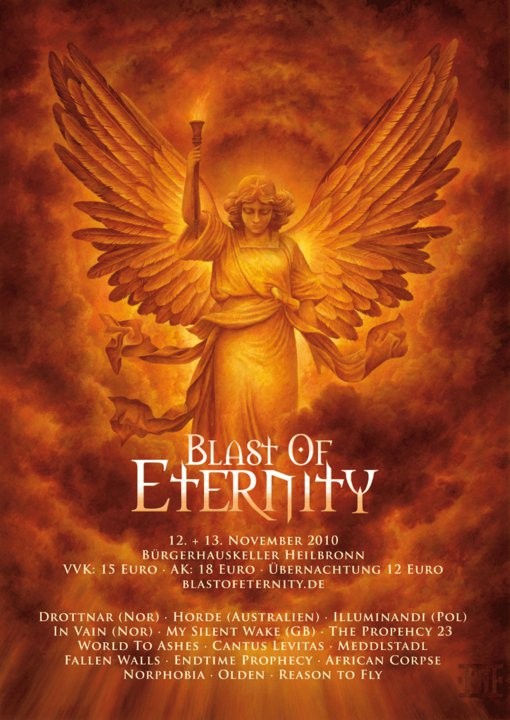 Blast Of
Eternity
12. + 13. November 2010
Bürgerhauskeller Heilbronn
VVK: 15 Euro · AK: 18 Euro · Übernachtung 12 Euro
blastofeternity.de
Drottnar (Nor) · Horde (Australien) · Illuminandi (Pol)
In Vain (Nor) · My Silent Wake (GB) · The Propehcy 23
World To Ashes · Cantus Levitas · Meddlstadl
Fallen Walls · Endtime Prophecy · African Corpse
Norphobia · Olden · Reason to Fly